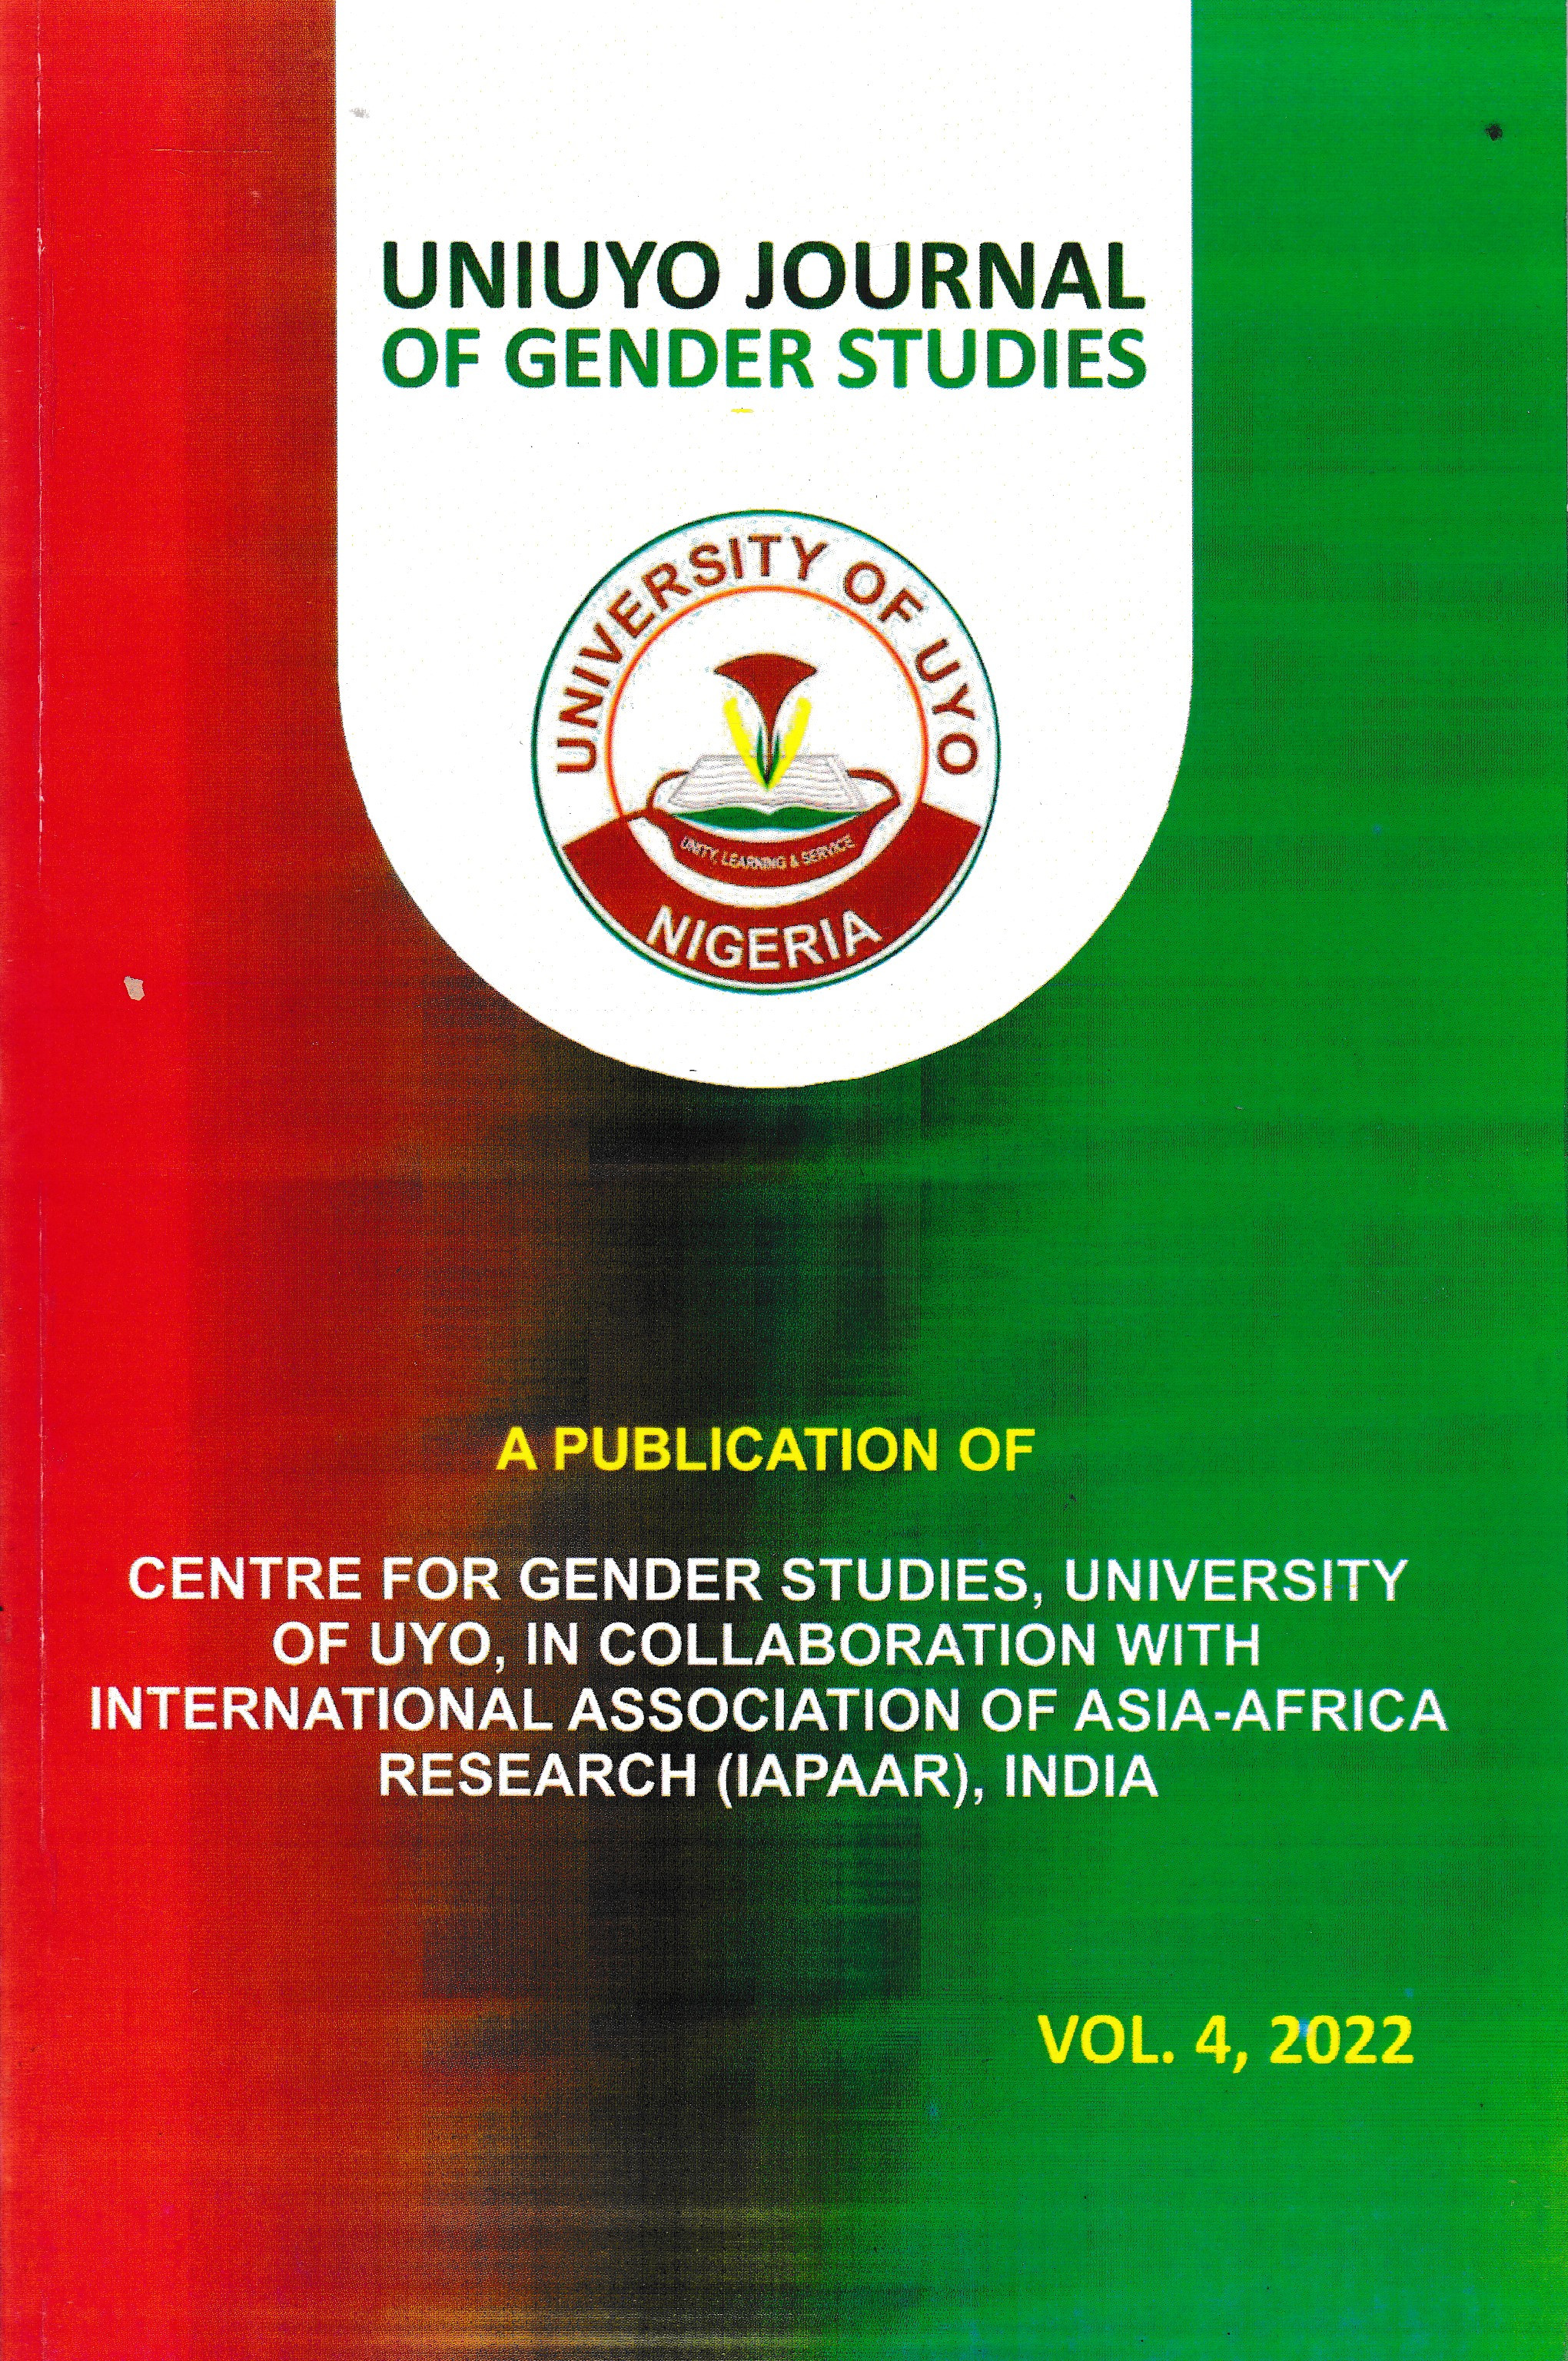 UNIUYO JOURNAL
OF GENDER STUDIES
UNIVERSITY OF UYO
UNITY, LEARNING & SERVICE
NIGERIA
A PUBLICATION OF
CENTRE FOR GENDER STUDIES, UNIVERSITY
OF UYO, IN COLLABORATION WITH
INTERNATIONAL ASSOCIATION OF ASIA-AFRICA
RESEARCH (IAPAAR), INDIA
VOL. 4, 2022